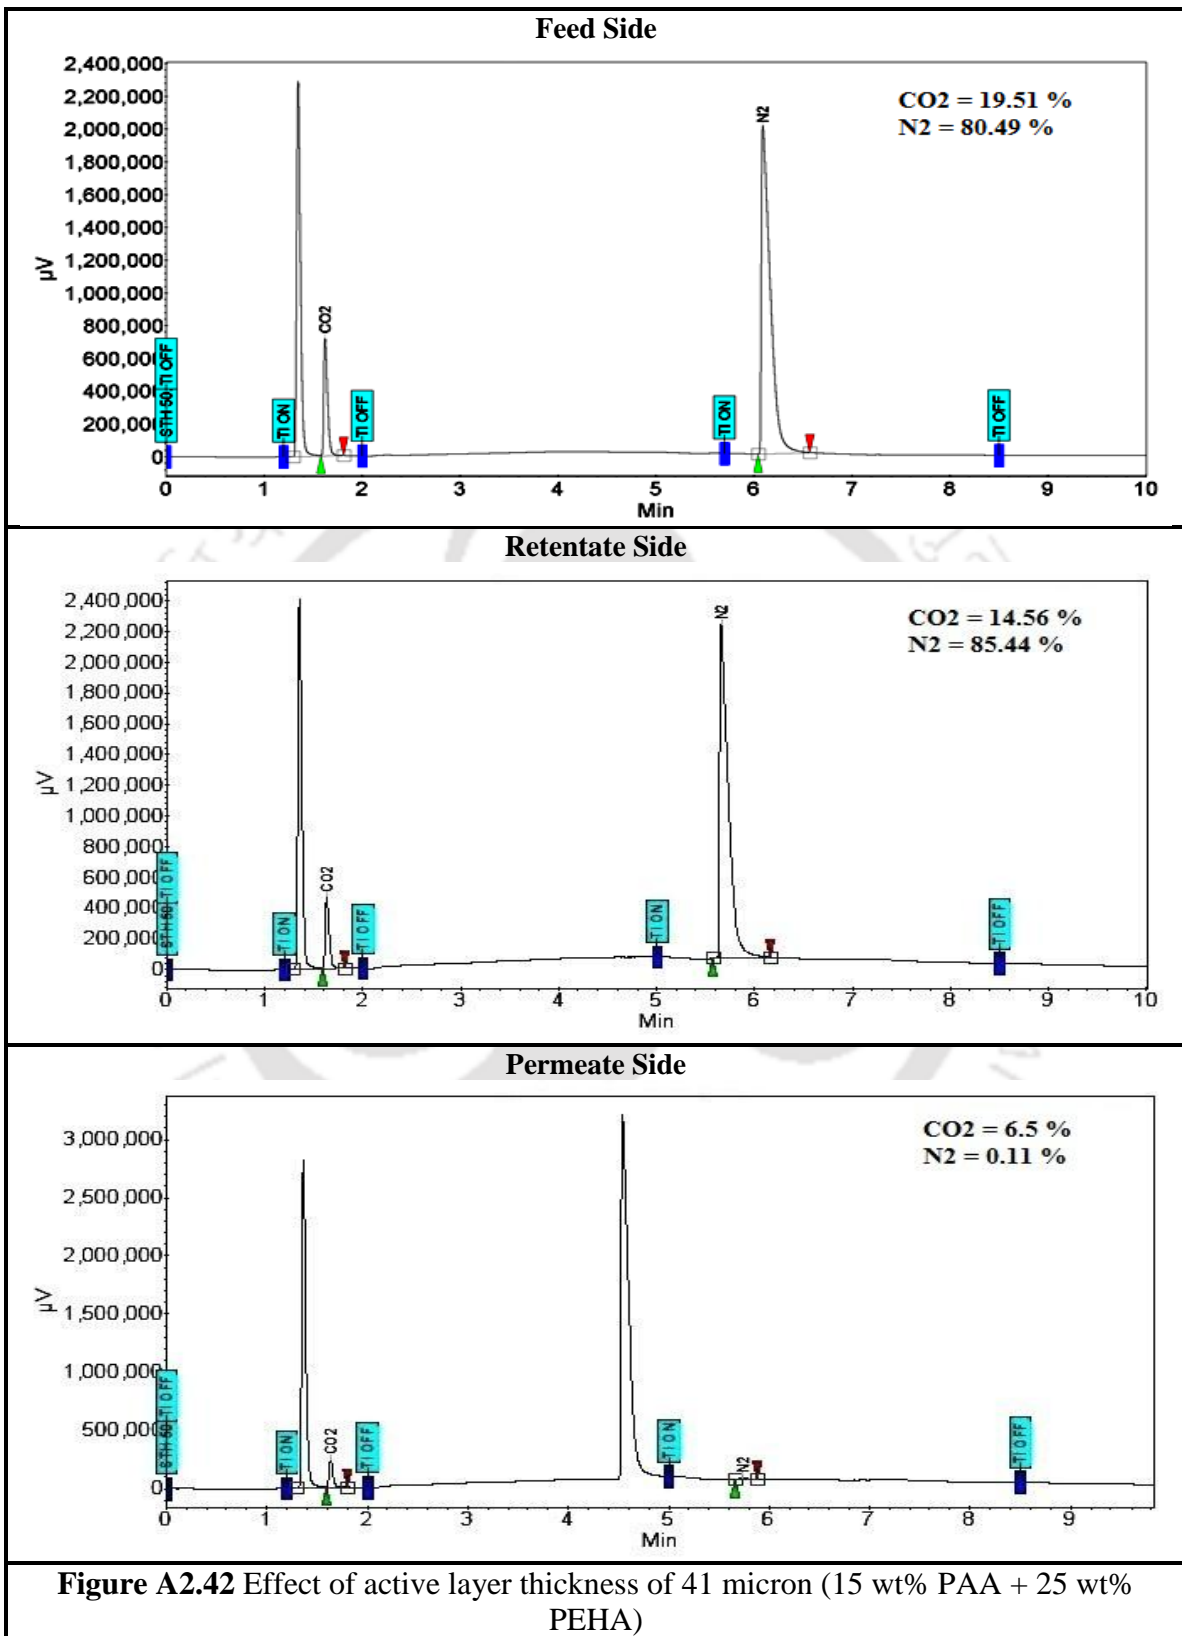 Feed Side
CO2 = 19.51 %
N2 = 80.49 %
2,400,000
2,200,000
2,000,000
1,800,000
1,600,000
1,400,000
1,200,000
1,000,000
800,000
600,000
400,000
200,000
0
µV
STH 50 TI OFF
TI ON
CO2
TI OFF
TI ON
N2
TI OFF
0 1 2 3 4 5 6 7 8 9 10
Min
Retentate Side
CO2 = 14.56 %
N2 = 85.44 %
2,400,000
2,200,000
2,000,000
1,800,000
1,600,000
1,400,000
1,200,000
1,000,000
800,000
600,000
400,000
200,000
0
µV
STH 50 TI OFF
TI ON
CO2
TI OFF
TI ON
N2
TI OFF
0 1 2 3 4 5 6 7 8 9 10
Min
Permeate Side
CO2 = 6.5 %
N2 = 0.11 %
3,000,000
2,500,000
2,000,000
1,500,000
1,000,000
500,000
0
µV
STH 50 TI OFF
TI ON
CO2
TI OFF
TI ON
N2
TI OFF
0 1 2 3 4 5 6 7 8 9
Min
Figure A2.42 Effect of active layer thickness of 41 micron (15 wt% PAA + 25 wt%
PEHA)